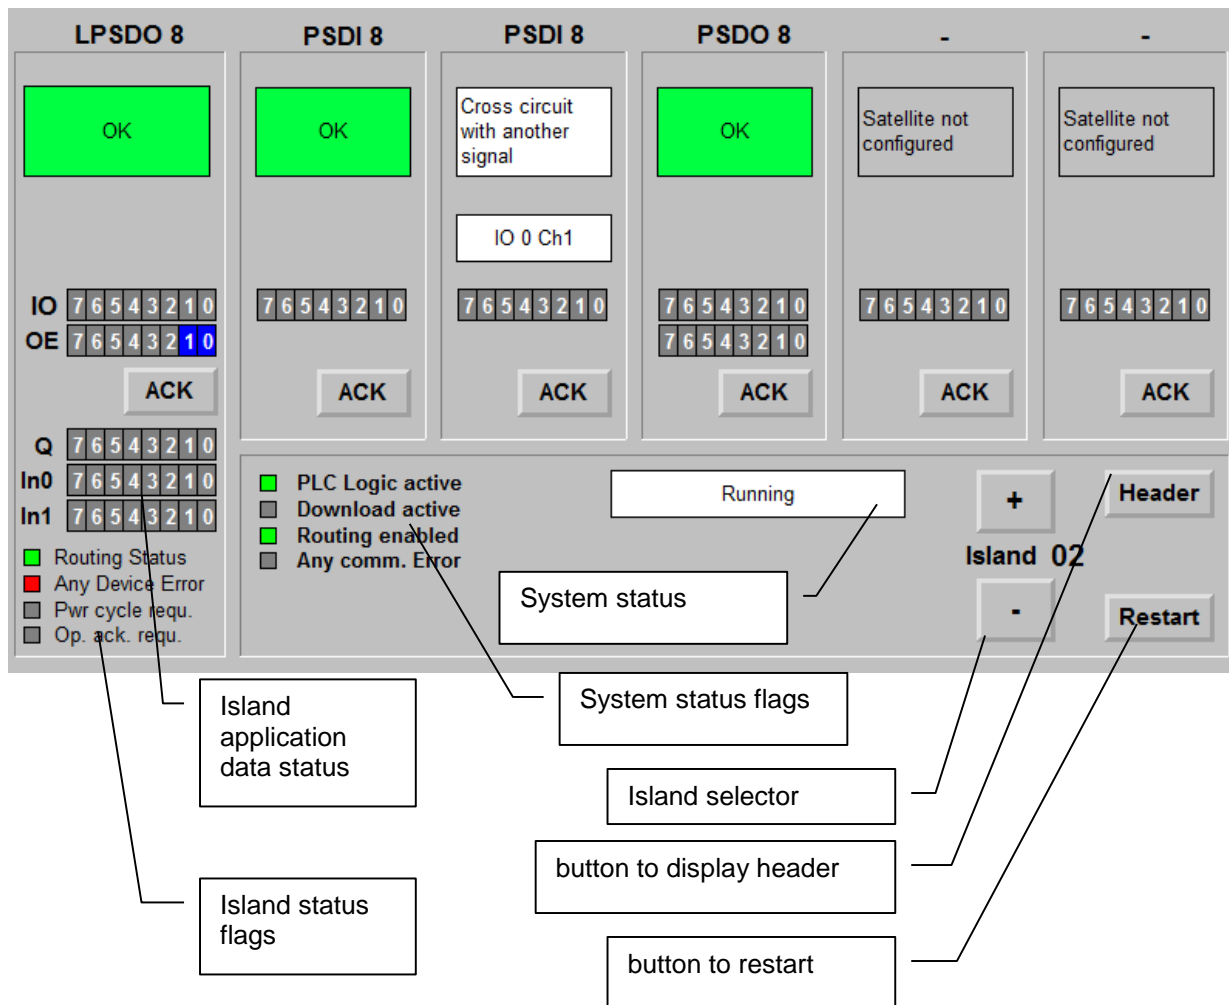 LPSDO 8 PSDI 8 PSDI 8 PSDO 8 - -
OK
OK
Cross circuit
with another
signal
OK
Satellite not
configured
Satellite not
configured
IO 0 Ch1
IO 7 6 5 4 3 2 1 0
7 6 5 4 3 2 1 0
7 6 5 4 3 2 1 0
7 6 5 4 3 2 1 0
7 6 5 4 3 2 1 0
7 6 5 4 3 2 1 0
OE 7 6 5 4 3 2 1 0
7 6 5 4 3 2 1 0
ACK ACK ACK ACK ACK ACK
Q 7 6 5 4 3 2 1 0
In0 7 6 5 4 3 2 1 0
In1 7 6 5 4 3 2 1 0
Routing Status
Any Device Error
Pwr cycle requ.
Op. ack. requ.
PLC Logic active
Download active
Routing enabled
Any comm. Error
Running
+
Island 02
-
Header
Restart
System status
System status flags
Island
application
data status
Island selector
button to display header
Island status
flags
button to restart